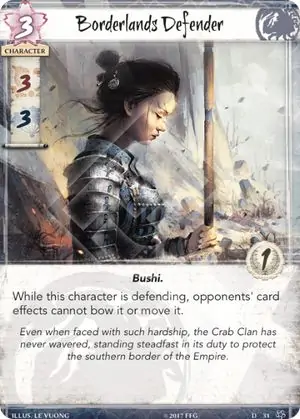 3
Borderlands Defender
CHARACTER
3
3
1
Bushi.
While this character is defending, opponents' card
effects cannot bow it or move it.
Even when faced with such hardship, the Crab Clan has
never wavered, standing steadfast in its duty to protect
the southern border of the Empire.
ILLUS. LE VUONG
©2017 FFG
D 31